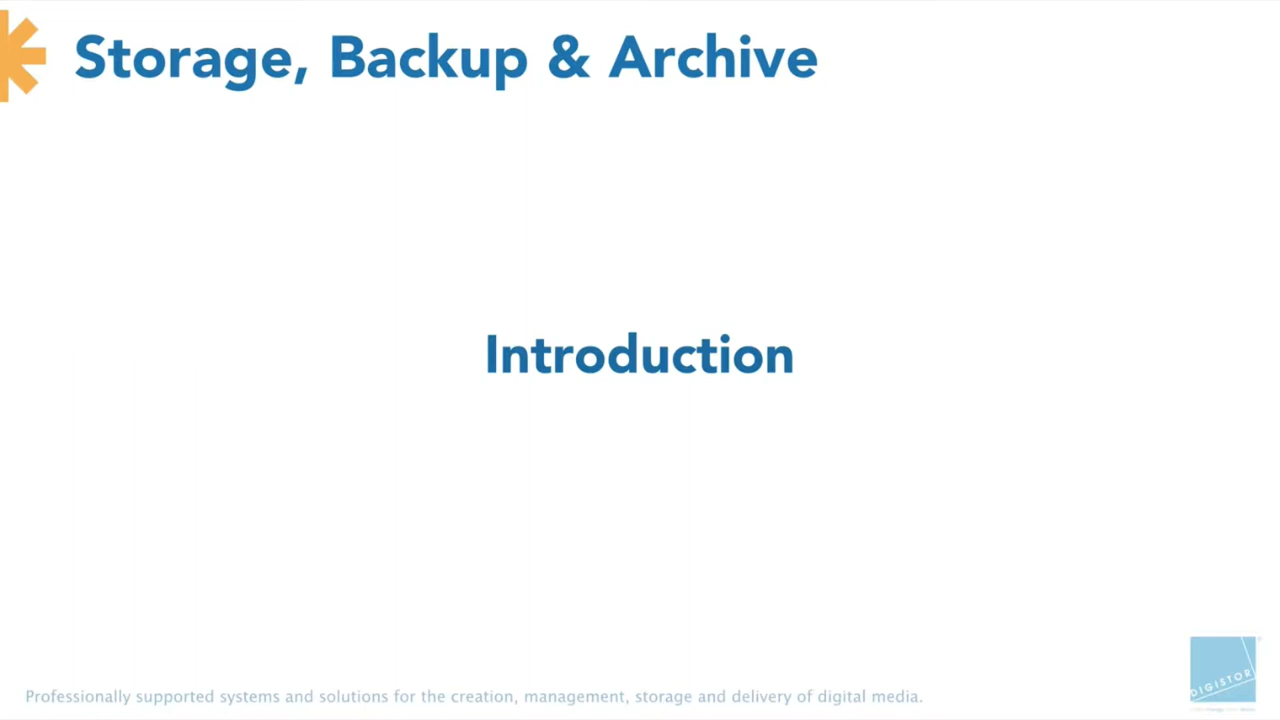 Storage, Backup & Archive
Introduction
DIGISTOR
Professionally supported systems and solutions for the creation, management, storage and delivery of digital media.